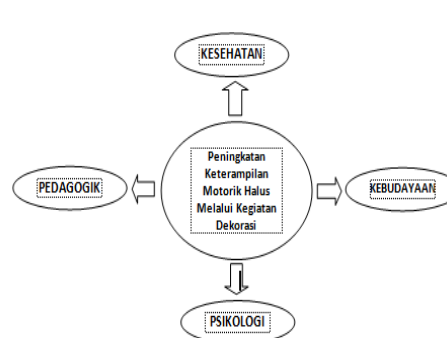 KESEHATAN
PEDAGOGIK
Peningkatan
Keterampilan
Motorik Halus
Melalui Kegiatan
Dekorasi
KEBUDAYAAN
PSIKOLOGI